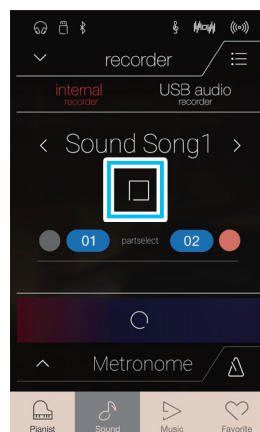 recorder
internal
recorder
USB audio
recorder
Sound Song1
01 partselect 02
Metronome
Pianist Sound Music Favorite